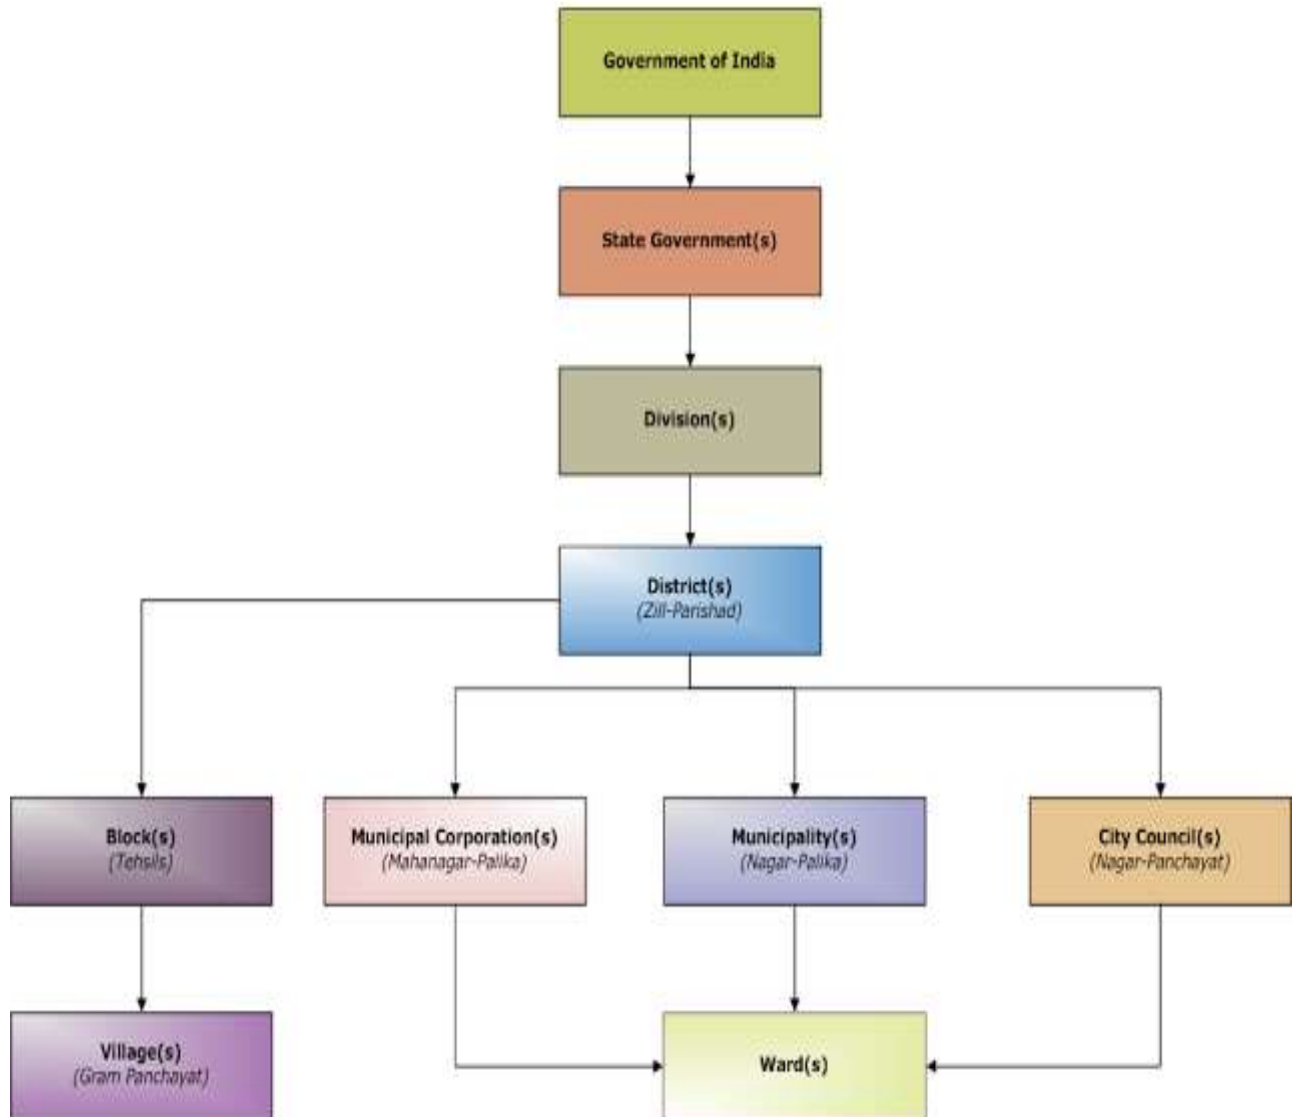 Government of India
State Government(s)
Division(s)
District(s)
(Zill-Parishad)
Block(s)
(Tehsils)
Municipal Corporation(s)
(Mahanagar-Palika)
Municipality(s)
(Nagar-Palika)
City Council(s)
(Nagar-Panchayat)
Village(s)
(Gram Panchayat)
Ward(s)